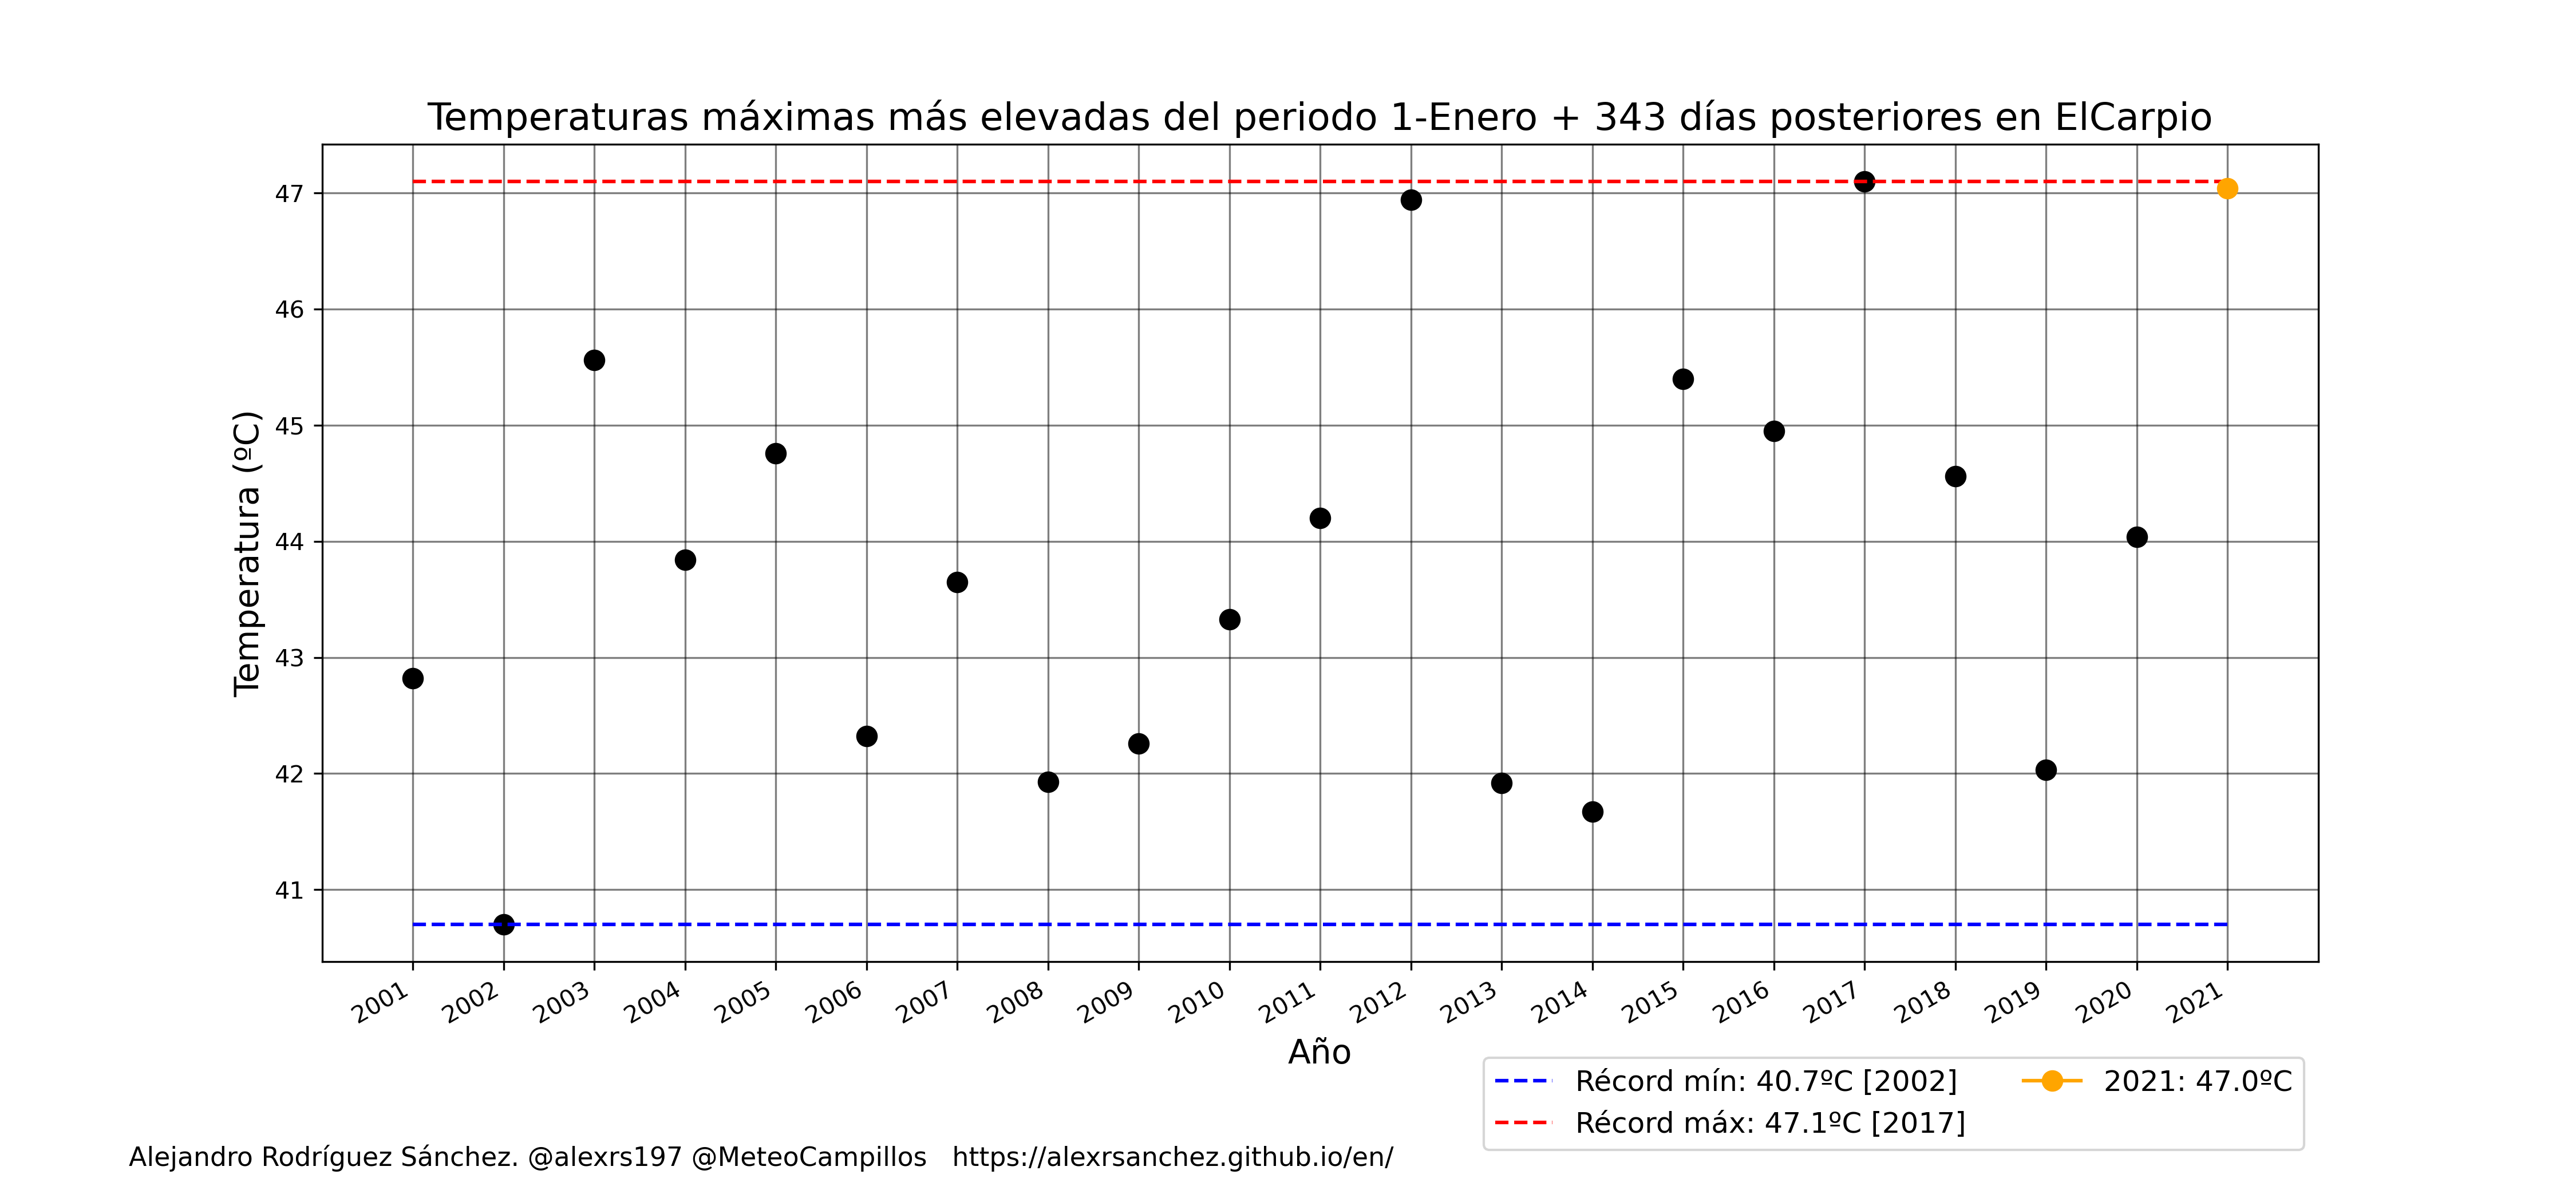 Temperaturas máximas más elevadas del periodo 1-Enero + 343 días posteriores en ElCarpio
Temperatura (ºC)
47
46
45
44
43
42
41
2001 2002 2003 2004 2005 2006 2007 2008 2009 2010 2011 2012 2013 2014 2015 2016 2017 2018 2019 2020 2021
Año
Récord mín: 40.7ºC [2002]
Récord máx: 47.1ºC [2017]
2021: 47.0ºC
Alejandro Rodríguez Sánchez. @alexrs197 @MeteoCampillos https://alexrsanchez.github.io/en/